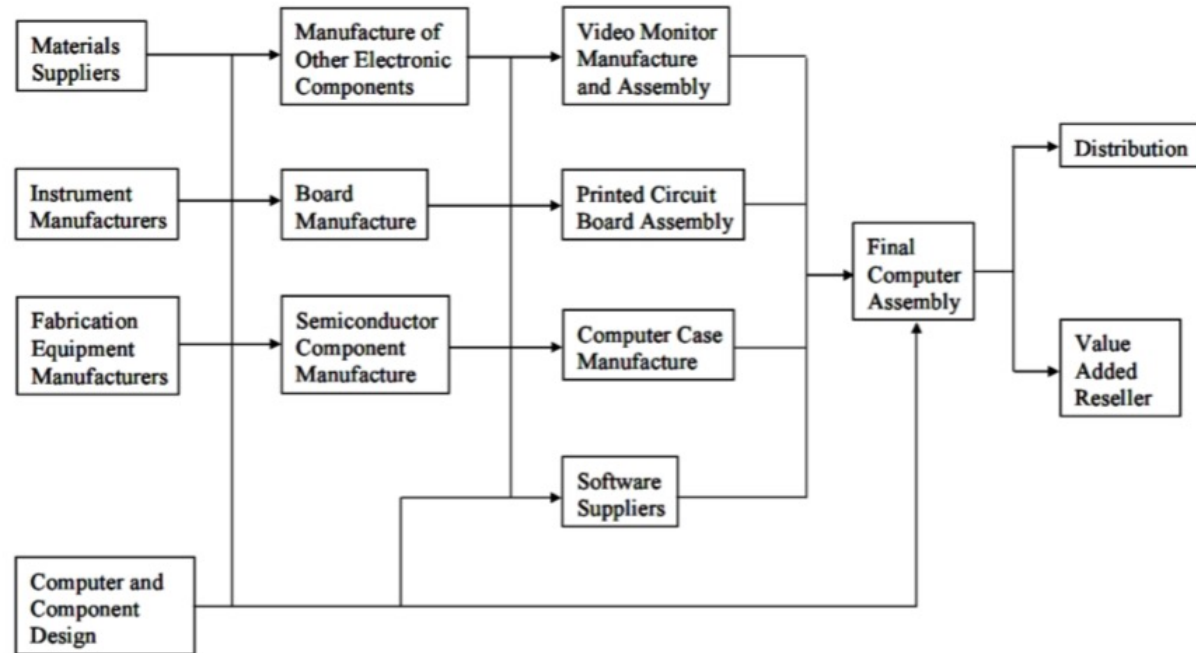 Materials
Suppliers
Manufacture of
Other Electronic
Components
Video Monitor
Manufacture
and Assembly
Distribution
Instrument
Manufacturers
Board
Manufacture
Printed Circuit
Board Assembly
Final
Computer
Assembly
Fabrication
Equipment
Manufacturers
Semiconductor
Component
Manufacture
Computer Case
Manufacture
Value
Added
Reseller
Software
Suppliers
Computer and
Component
Design